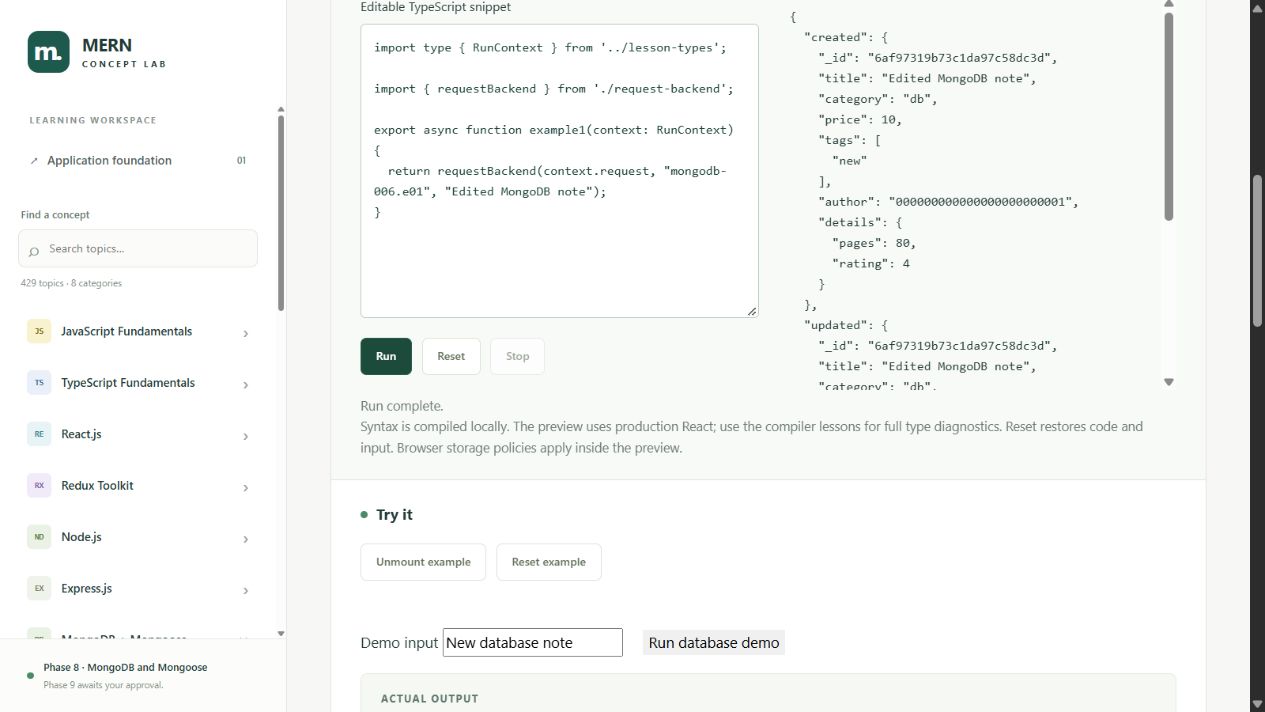 m.
MERN
CONCEPT LAB
LEARNING WORKSPACE
Application foundation 01
Find a concept
Search topics...
429 topics · 8 categories
JS JavaScript Fundamentals
TS TypeScript Fundamentals
RE React.js
RX Redux Toolkit
ND Node.js
EX Express.js
Phase 8 · MongoDB and Mongoose
Phase 9 awaits your approval.
Editable TypeScript snippet
import type { RunContext } from '../lesson-types';
import { requestBackend } from './request-backend';
export async function example1(context: RunContext)
{
return requestBackend(context.request, "mongodb-
006.e01", "Edited MongoDB note");
}
Run Reset Stop
{
"created": {
"_id": "6af97319b73c1da97c58dc3d",
"title": "Edited MongoDB note",
"category": "db",
"price": 10,
"tags": [
"new"
],
"author": "000000000000000000000001",
"details": {
"pages": 80,
"rating": 4
}
},
"updated": {
"_id": "6af97319b73c1da97c58dc3d",
"title": "Edited MongoDB note",
"category": "db",
Run complete.
Syntax is compiled locally. The preview uses production React; use the compiler lessons for full type diagnostics. Reset restores code and
input. Browser storage policies apply inside the preview.
Try it
Unmount example Reset example
Demo input New database note Run database demo
ACTUAL OUTPUT